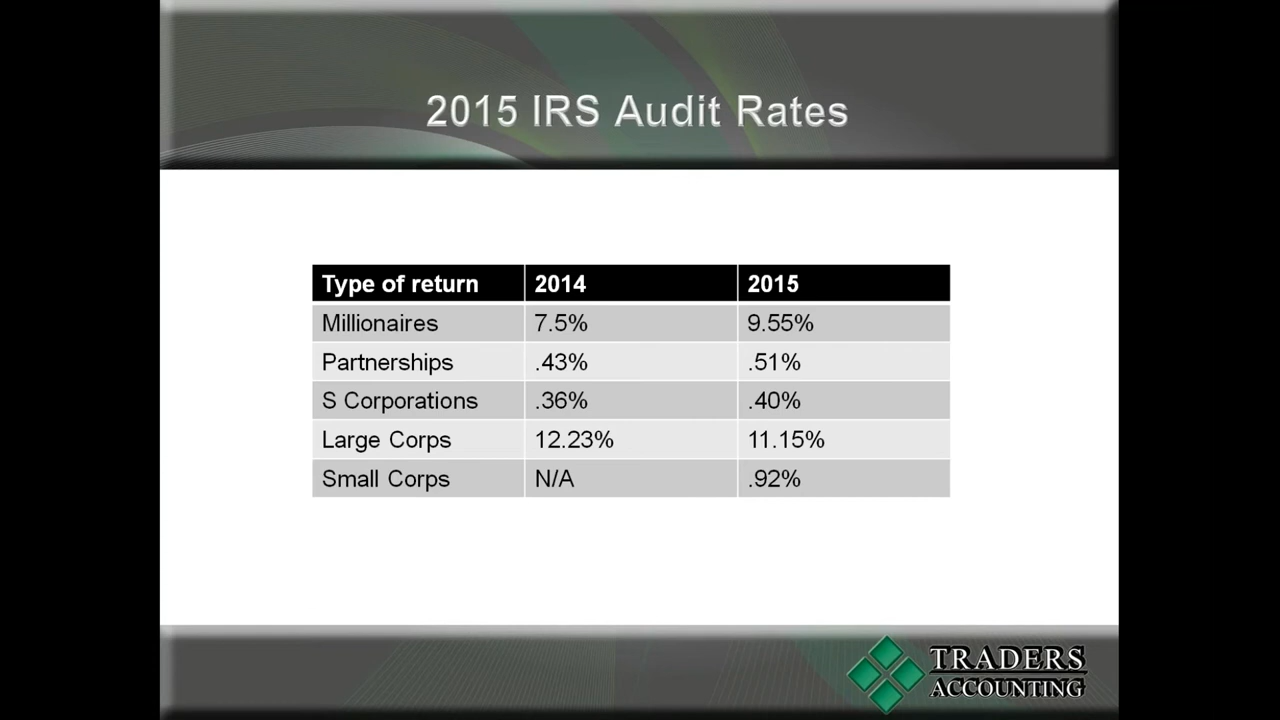 2015 IRS Audit Rates
Type of return 2014 2015
Millionaires 7.5% 9.55%
Partnerships .43% .51%
S Corporations .36% .40%
Large Corps 12.23% 11.15%
Small Corps N/A .92%
TRADERS
ACCOUNTING